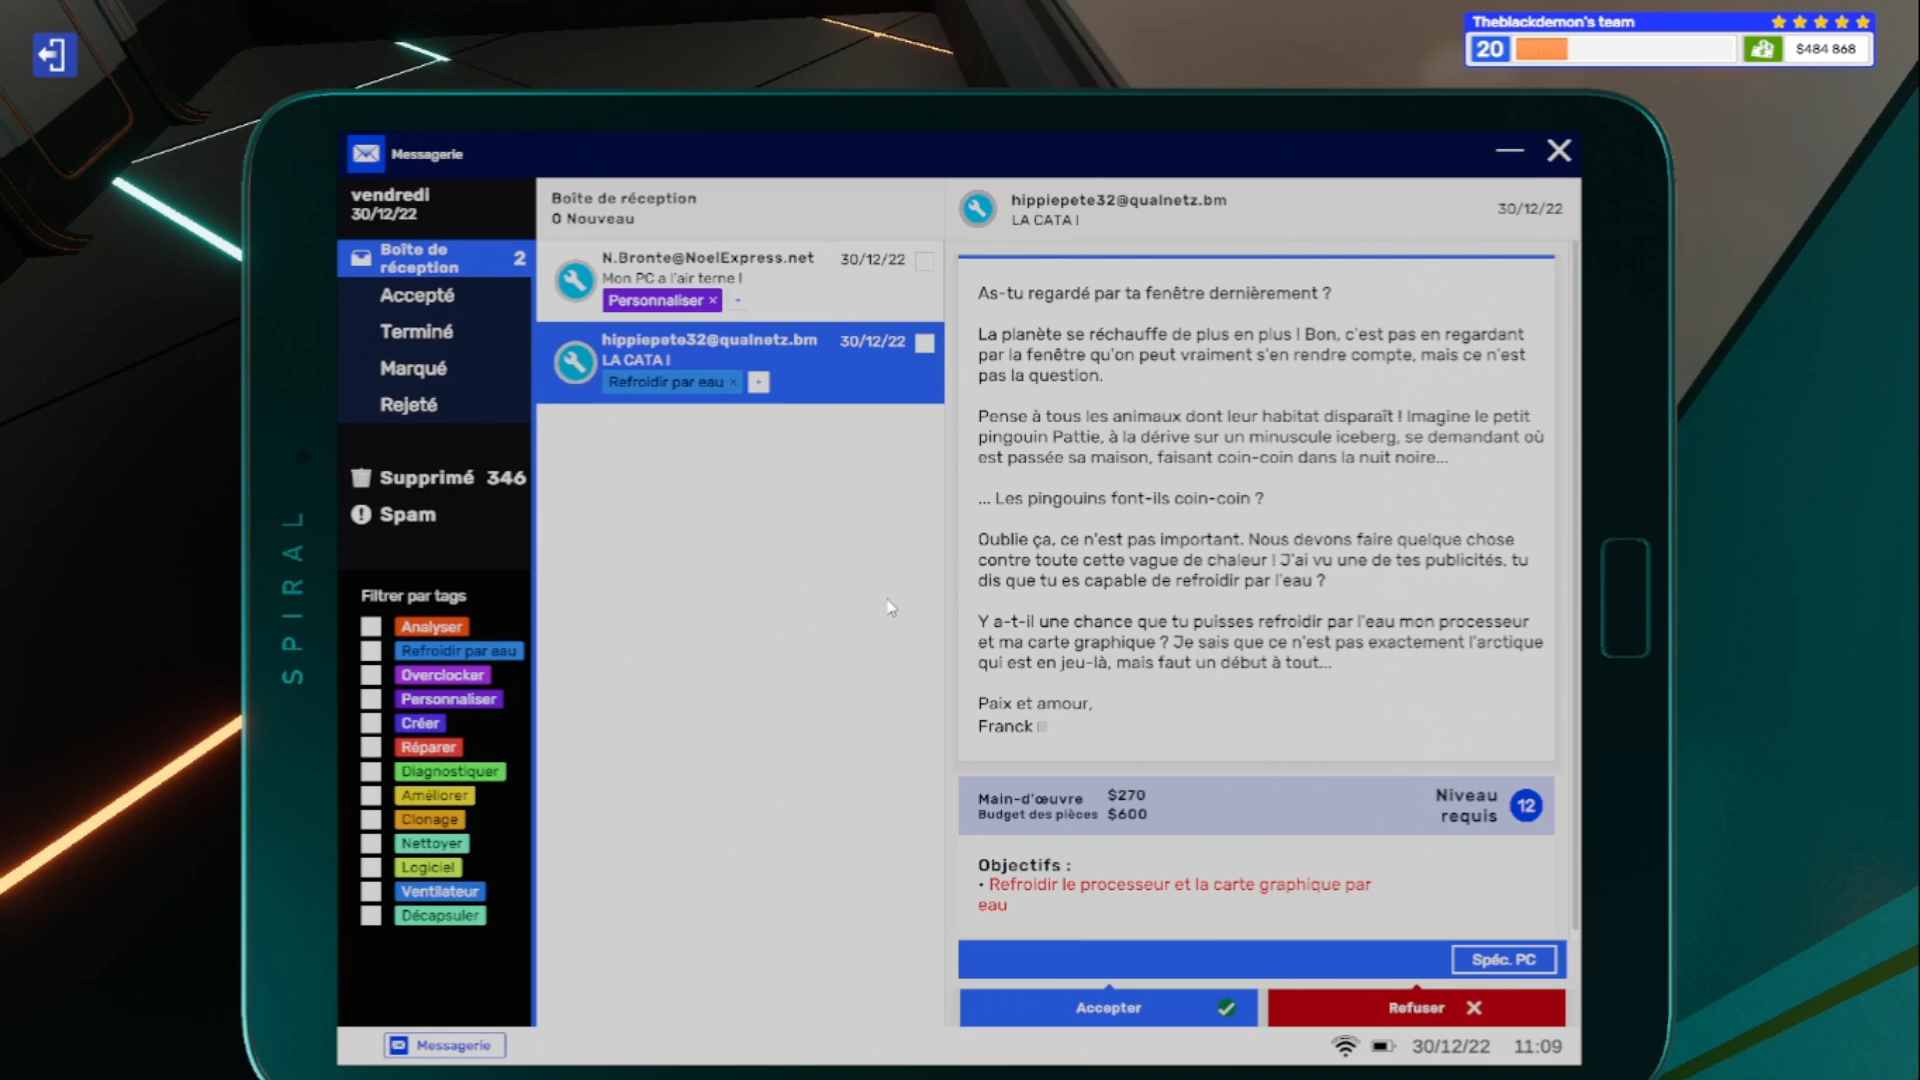 Theblackdemon's team
20
$484 868
Messagerie
vendredi
30/12/22
Boîte de
réception
2
Accepté
Terminé
Marqué
Rejeté
Supprimé 346
Spam
Filtrer par tags
Analyser
Refroidir par eau
Overclocker
Personnaliser
Créer
Réparer
Diagnostiquer
Améliorer
Clonage
Nettoyer
Logiciel
Ventilateur
Décapsuler
SPIRAL
Boîte de réception
0 Nouveau
N.Bronte@NoelExpress.net 30/12/22
Mon PC a l'air terne !
Personnaliser × +
hippiepete32@qualnetz.bm 30/12/22
LA CATA !
Refroidir par eau × +
hippiepete32@qualnetz.bm
LA CATA !
30/12/22
As-tu regardé par ta fenêtre dernièrement ?
La planète se réchauffe de plus en plus ! Bon, c'est pas en regardant
par la fenêtre qu'on peut vraiment s'en rendre compte, mais ce n'est
pas la question.
Pense à tous les animaux dont leur habitat disparaît ! Imagine le petit
pingouin Pattie, à la dérive sur un minuscule iceberg, se demandant où
est passée sa maison, faisant coin-coin dans la nuit noire...
... Les pingouins font-ils coin-coin ?
Oublie ça, ce n'est pas important. Nous devons faire quelque chose
contre toute cette vague de chaleur ! J'ai vu une de tes publicités, tu
dis que tu es capable de refroidir par l'eau ?
Y a-t-il une chance que tu puisses refroidir par l'eau mon processeur
et ma carte graphique ? Je sais que ce n'est pas exactement l'arctique
qui est en jeu-là, mais faut un début à tout...
Paix et amour,
Franck
Main-d'œuvre $270
Budget des pièces $600
Niveau
requis
12
Objectifs :
• Refroidir le processeur et la carte graphique par
eau
Spéc. PC
Accepter
Refuser
Messagerie
30/12/22 11:09